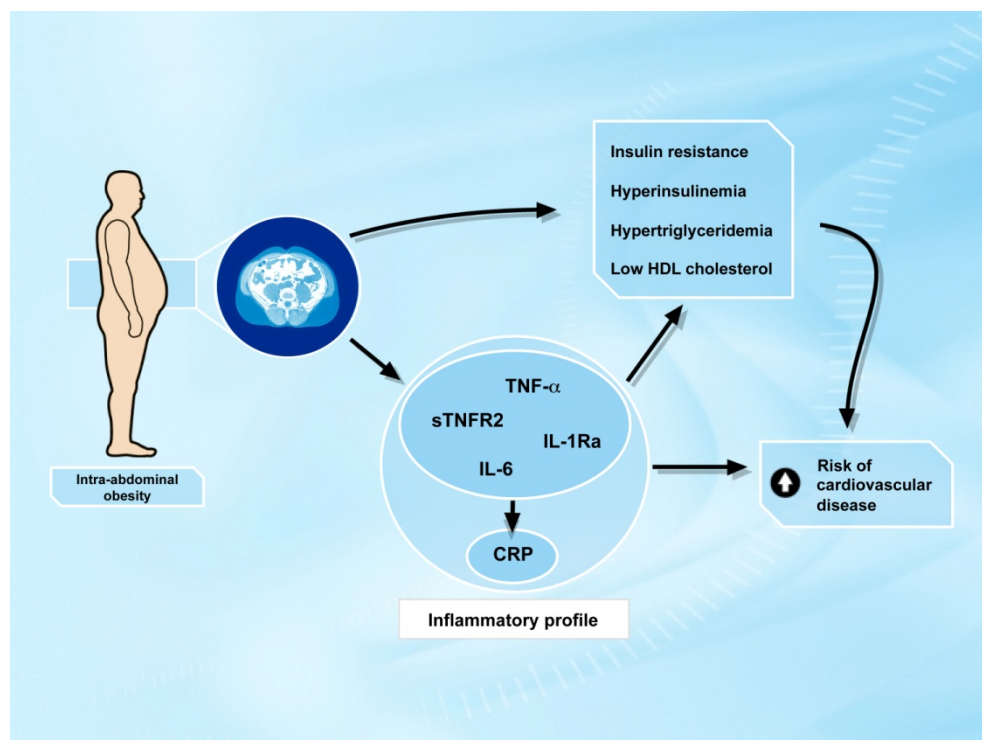 Insulin resistance
Hyperinsulinemia
Hypertriglyceridemia
Low HDL cholesterol
TNF-α
sTNFR2
IL-1Ra
IL-6
CRP
Inflammatory profile
Intra-abdominal
obesity
Risk of
cardiovascular
disease